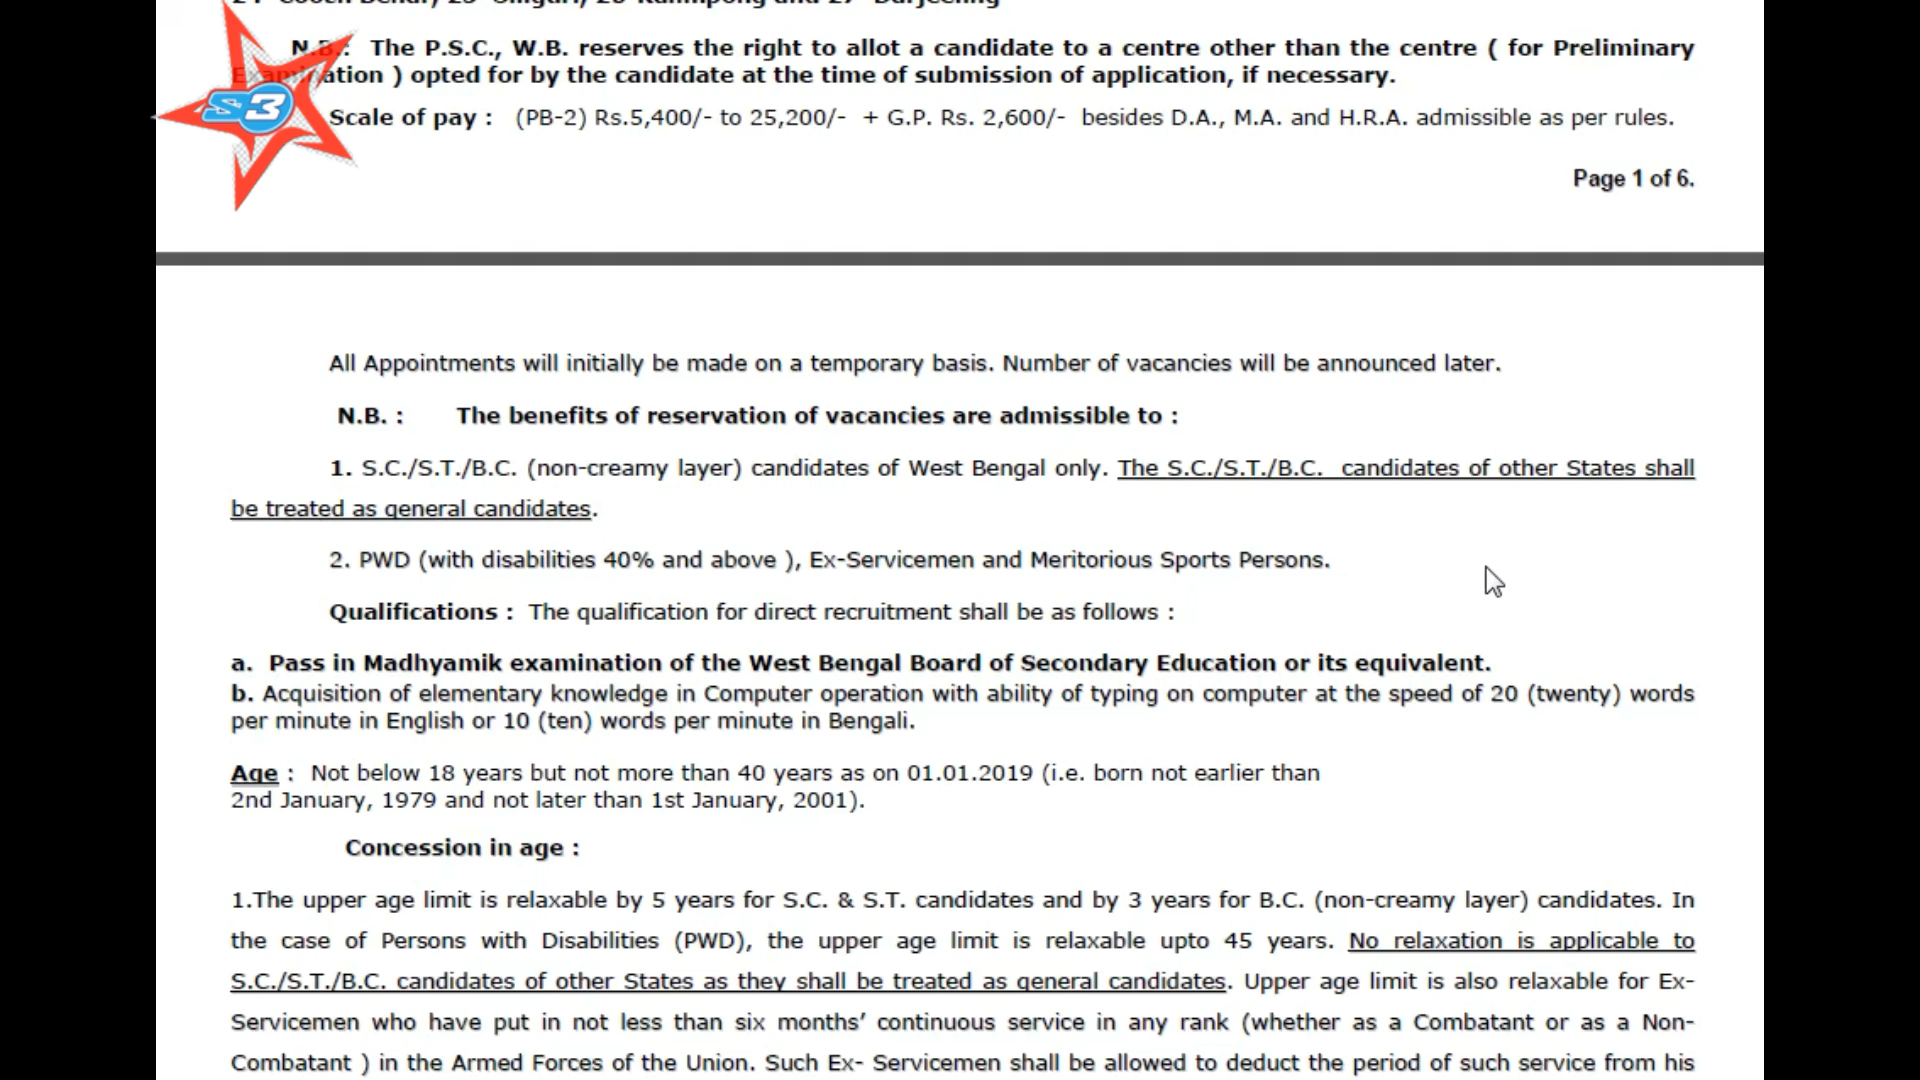 24- Cooch Behar, 25- Siliguri, 26-Kalimpong and 27- Darjeeling
N.B.: The P.S.C., W.B. reserves the right to allot a candidate to a centre other than the centre ( for Preliminary
Examination ) opted for by the candidate at the time of submission of application, if necessary.
S3
Scale of pay : (PB-2) Rs.5,400/- to 25,200/- + G.P. Rs. 2,600/- besides D.A., M.A. and H.R.A. admissible as per rules.
Page 1 of 6.
All Appointments will initially be made on a temporary basis. Number of vacancies will be announced later.
N.B. : The benefits of reservation of vacancies are admissible to :
1. S.C./S.T./B.C. (non-creamy layer) candidates of West Bengal only. The S.C./S.T./B.C. candidates of other States shall
be treated as general candidates.
2. PWD (with disabilities 40% and above ), Ex-Servicemen and Meritorious Sports Persons.
Qualifications : The qualification for direct recruitment shall be as follows :
a. Pass in Madhyamik examination of the West Bengal Board of Secondary Education or its equivalent.
b. Acquisition of elementary knowledge in Computer operation with ability of typing on computer at the speed of 20 (twenty) words
per minute in English or 10 (ten) words per minute in Bengali.
Age : Not below 18 years but not more than 40 years as on 01.01.2019 (i.e. born not earlier than
2nd January, 1979 and not later than 1st January, 2001).
Concession in age :
1.The upper age limit is relaxable by 5 years for S.C. & S.T. candidates and by 3 years for B.C. (non-creamy layer) candidates. In
the case of Persons with Disabilities (PWD), the upper age limit is relaxable upto 45 years. No relaxation is applicable to
S.C./S.T./B.C. candidates of other States as they shall be treated as general candidates. Upper age limit is also relaxable for Ex-
Servicemen who have put in not less than six months’ continuous service in any rank (whether as a Combatant or as a Non-
Combatant ) in the Armed Forces of the Union. Such Ex- Servicemen shall be allowed to deduct the period of such service from his